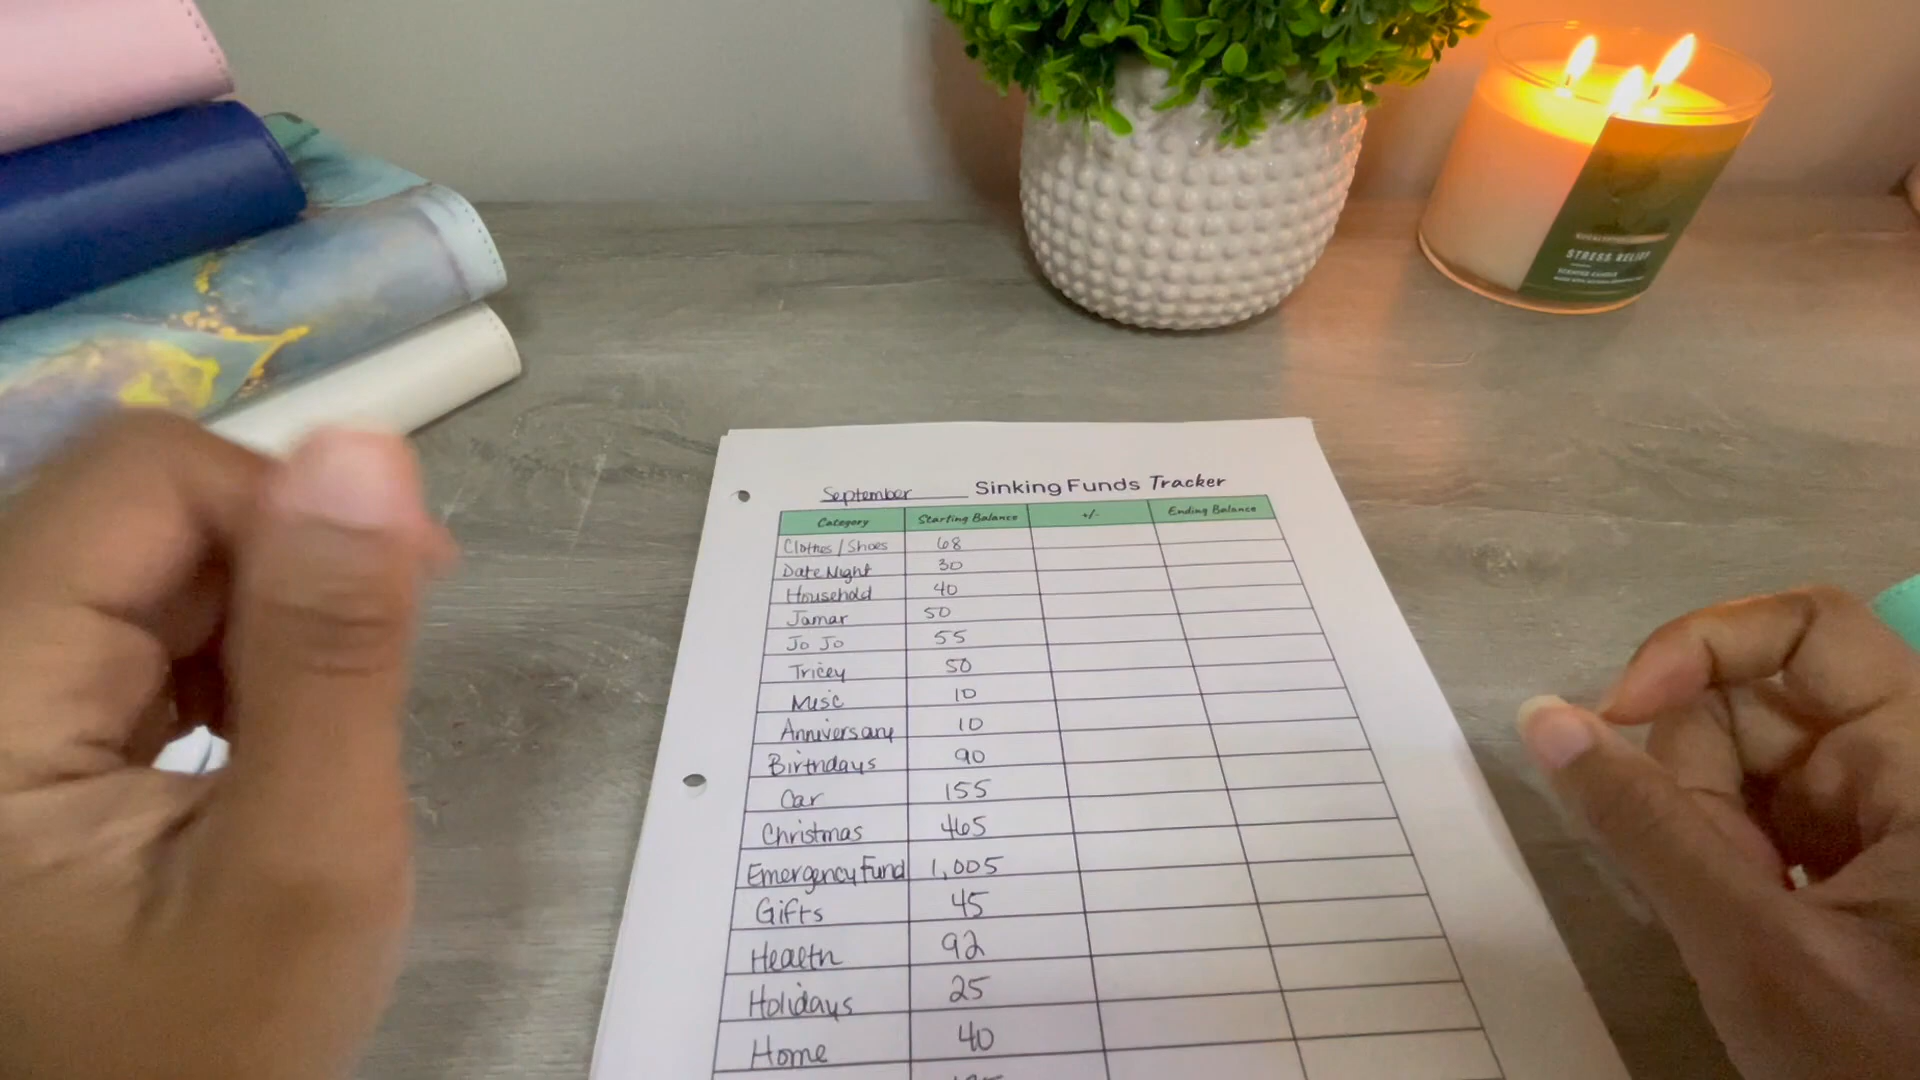 STRESS RELIEF
SCENTED CANDLE
September Sinking Funds Tracker
Category Starting Balance +/- Ending Balance
Clothes / Shoes 68
Date Night 30
Household 40
Jamar 50
Jo Jo 55
Tricey 50
Misc 10
Anniversary 10
Birthdays 90
Car 155
Christmas 465
Emergency Fund 1,005
Gifts 45
Health 92
Holidays 25
Home 40